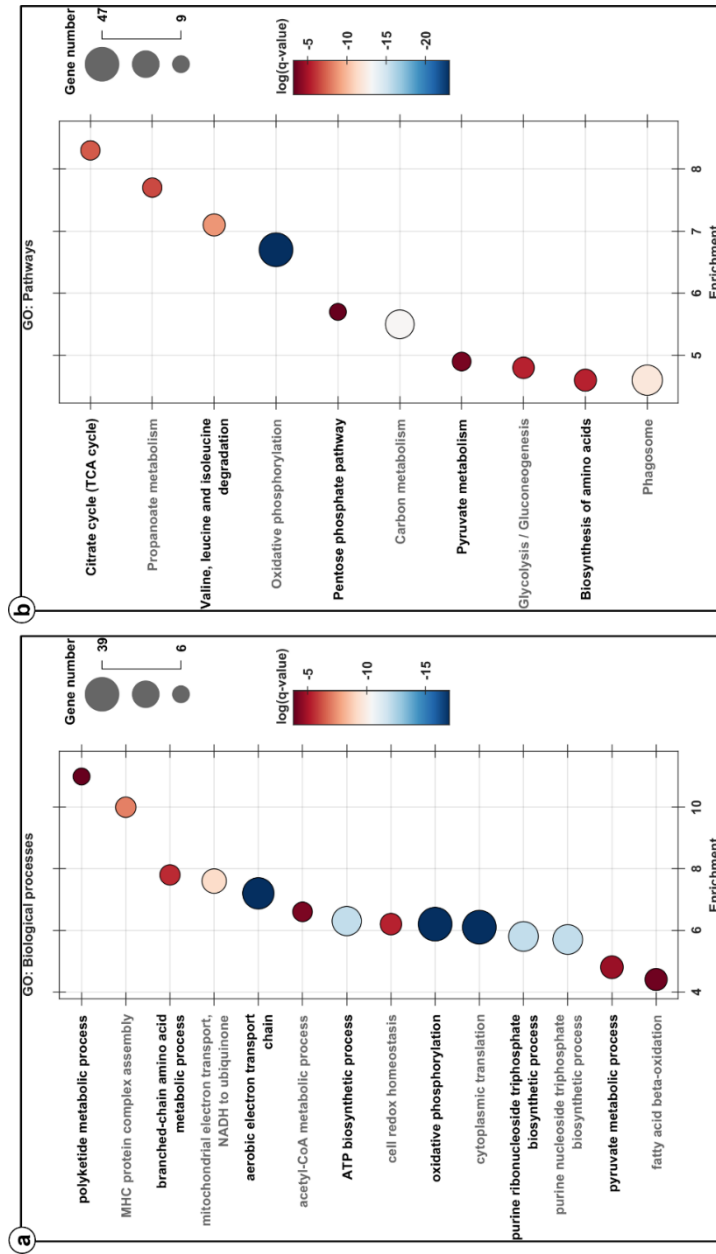 a
GO: Biological processes
polyketide metabolic process
MHC protein complex assembly
branched-chain amino acid
metabolic process
mitochondrial electron transport,
NADH to ubiquinone
aerobic electron transport
chain
acetyl-CoA metabolic process
ATP biosynthetic process
cell redox homeostasis
oxidative phosphorylation
cytoplasmic translation
purine ribonucleoside triphosphate
biosynthetic process
purine nucleoside triphosphate
biosynthetic process
pyruvate metabolic process
fatty acid beta-oxidation
4 6 8 10
Enrichment
Gene number
39
6
log(q-value)
-5
-10
-15
b
GO: Pathways
Citrate cycle (TCA cycle)
Propanoate metabolism
Valine, leucine and isoleucine
degradation
Oxidative phosphorylation
Pentose phosphate pathway
Carbon metabolism
Pyruvate metabolism
Glycolysis / Gluconeogenesis
Biosynthesis of amino acids
Phagosome
5 6 7 8
Enrichment
Gene number
47
9
log(q-value)
-5
-10
-15
-20